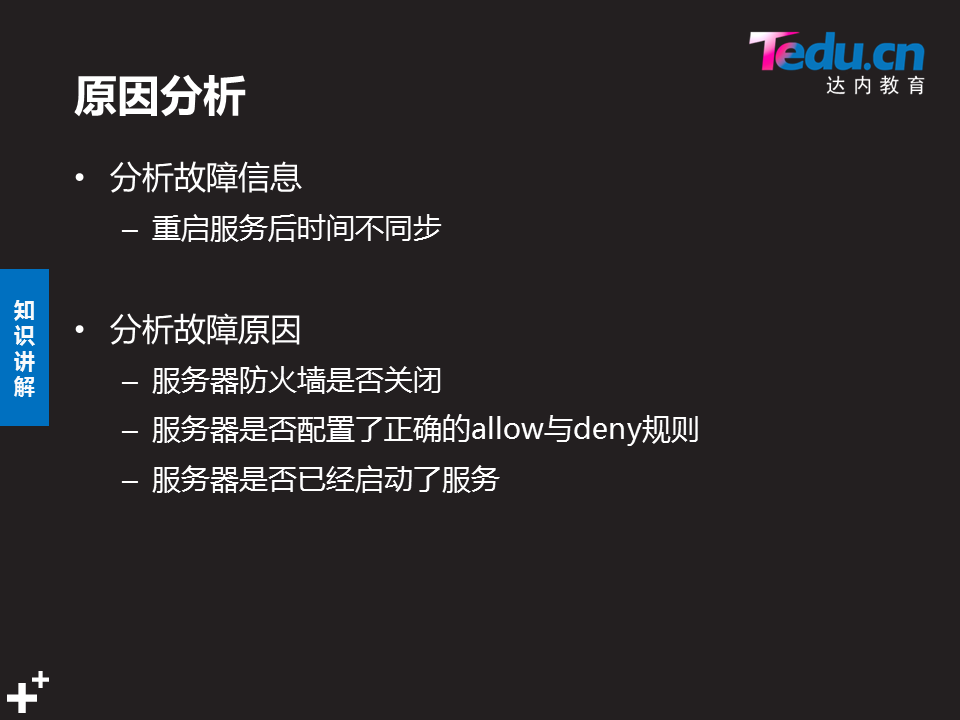 Tedu.cn
达内教育
原因分析
• 分析故障信息
– 重启服务后时间不同步
• 分析故障原因
– 服务器防火墙是否关闭
– 服务器是否配置了正确的allow与deny规则
– 服务器是否已经启动了服务
知
识
讲
解